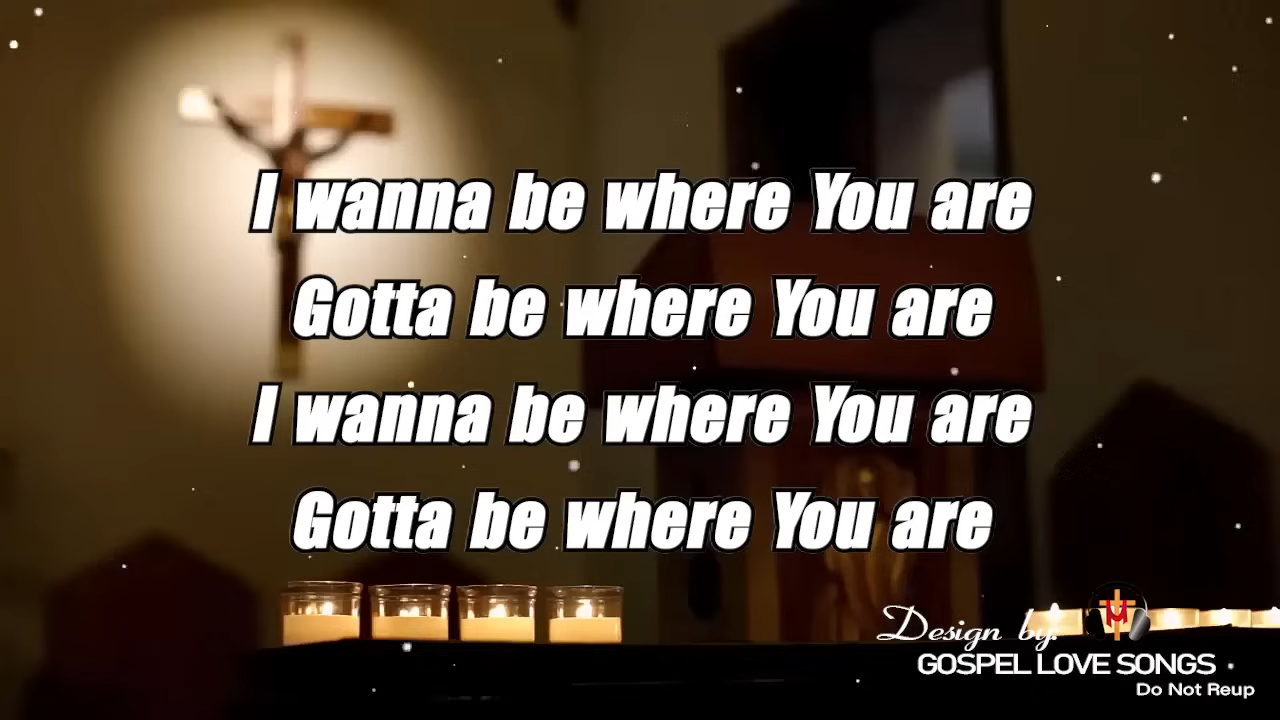 I wanna be where You are
Gotta be where You are
I wanna be where You are
Gotta be where You are
Design by:
GOSPEL LOVE SONGS
Do Not Reup